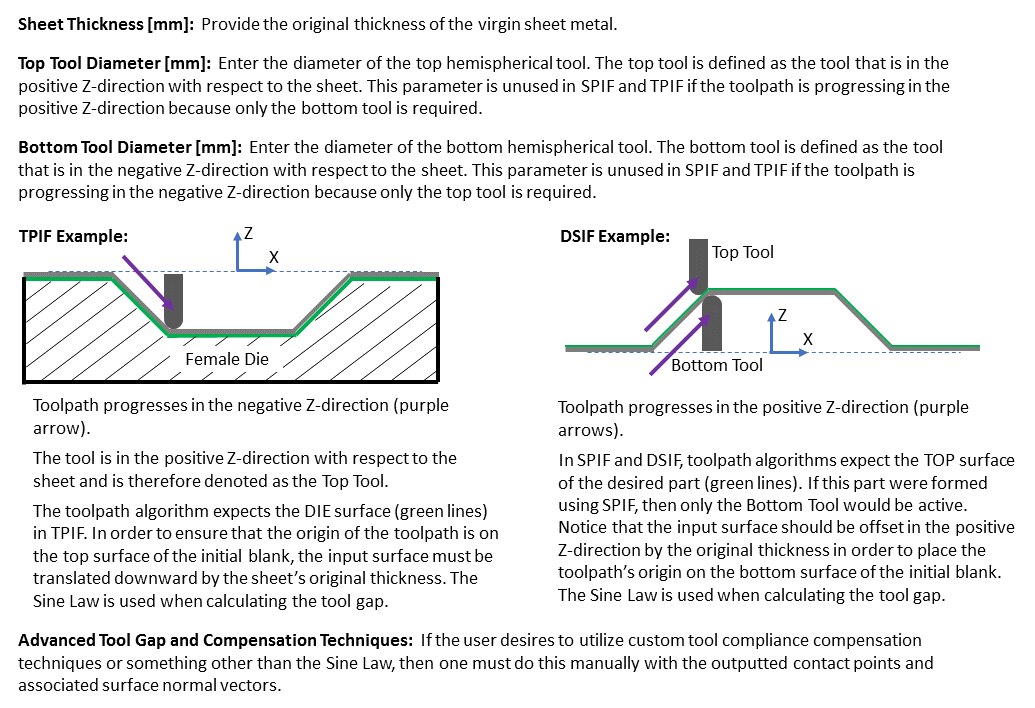 Sheet Thickness [mm]: Provide the original thickness of the virgin sheet metal.
Top Tool Diameter [mm]: Enter the diameter of the top hemispherical tool. The top tool is defined as the tool that is in the
positive Z-direction with respect to the sheet. This parameter is unused in SPIF and TPIF if the toolpath is progressing in the
positive Z-direction because only the bottom tool is required.
Bottom Tool Diameter [mm]: Enter the diameter of the bottom hemispherical tool. The bottom tool is defined as the tool
that is in the negative Z-direction with respect to the sheet. This parameter is unused in SPIF and TPIF if the toolpath is
progressing in the negative Z-direction because only the top tool is required.
TPIF Example:
Z
X
Female Die
Toolpath progresses in the negative Z-direction (purple
arrow).
The tool is in the positive Z-direction with respect to the
sheet and is therefore denoted as the Top Tool.
The toolpath algorithm expects the DIE surface (green lines)
in TPIF. In order to ensure that the origin of the toolpath is on
the top surface of the initial blank, the input surface must be
translated downward by the sheet's original thickness. The
Sine Law is used when calculating the tool gap.
DSIF Example:
Top Tool
Z
X
Bottom Tool
Toolpath progresses in the positive Z-direction (purple
arrows).
In SPIF and DSIF, toolpath algorithms expect the TOP surface
of the desired part (green lines). If this part were formed
using SPIF, then only the Bottom Tool would be active.
Notice that the input surface should be offset in the positive
Z-direction by the original thickness in order to place the
toolpath's origin on the bottom surface of the initial blank.
The Sine Law is used when calculating the tool gap.
Advanced Tool Gap and Compensation Techniques: If the user desires to utilize custom tool compliance compensation
techniques or something other than the Sine Law, then one must do this manually with the outputted contact points and
associated surface normal vectors.